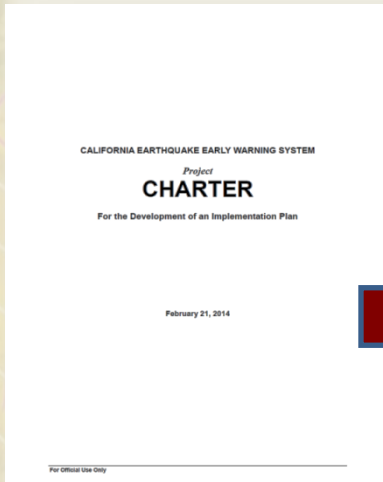 CALIFORNIA EARTHQUAKE EARLY WARNING SYSTEM
Project
CHARTER
For the Development of an Implementation Plan
February 21, 2014
For Official Use Only